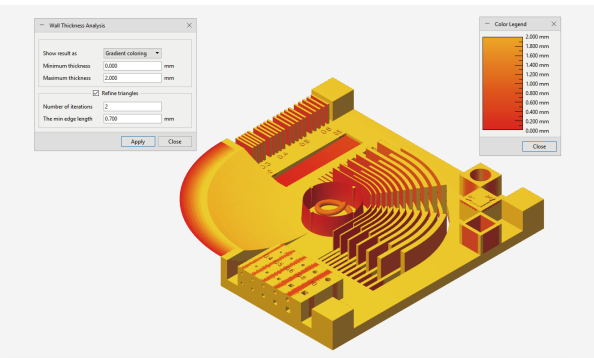 Wall Thickness Analysis
Show result as Gradient coloring
Minimum thickness 0.000 mm
Maximum thickness 2.000 mm
Refine triangles
Number of iterations 2
The min edge length 0.700 mm
Apply Close
Color Legend
2.000 mm
1.800 mm
1.600 mm
1.400 mm
1.200 mm
1.000 mm
0.800 mm
0.600 mm
0.400 mm
0.200 mm
0.000 mm
Close